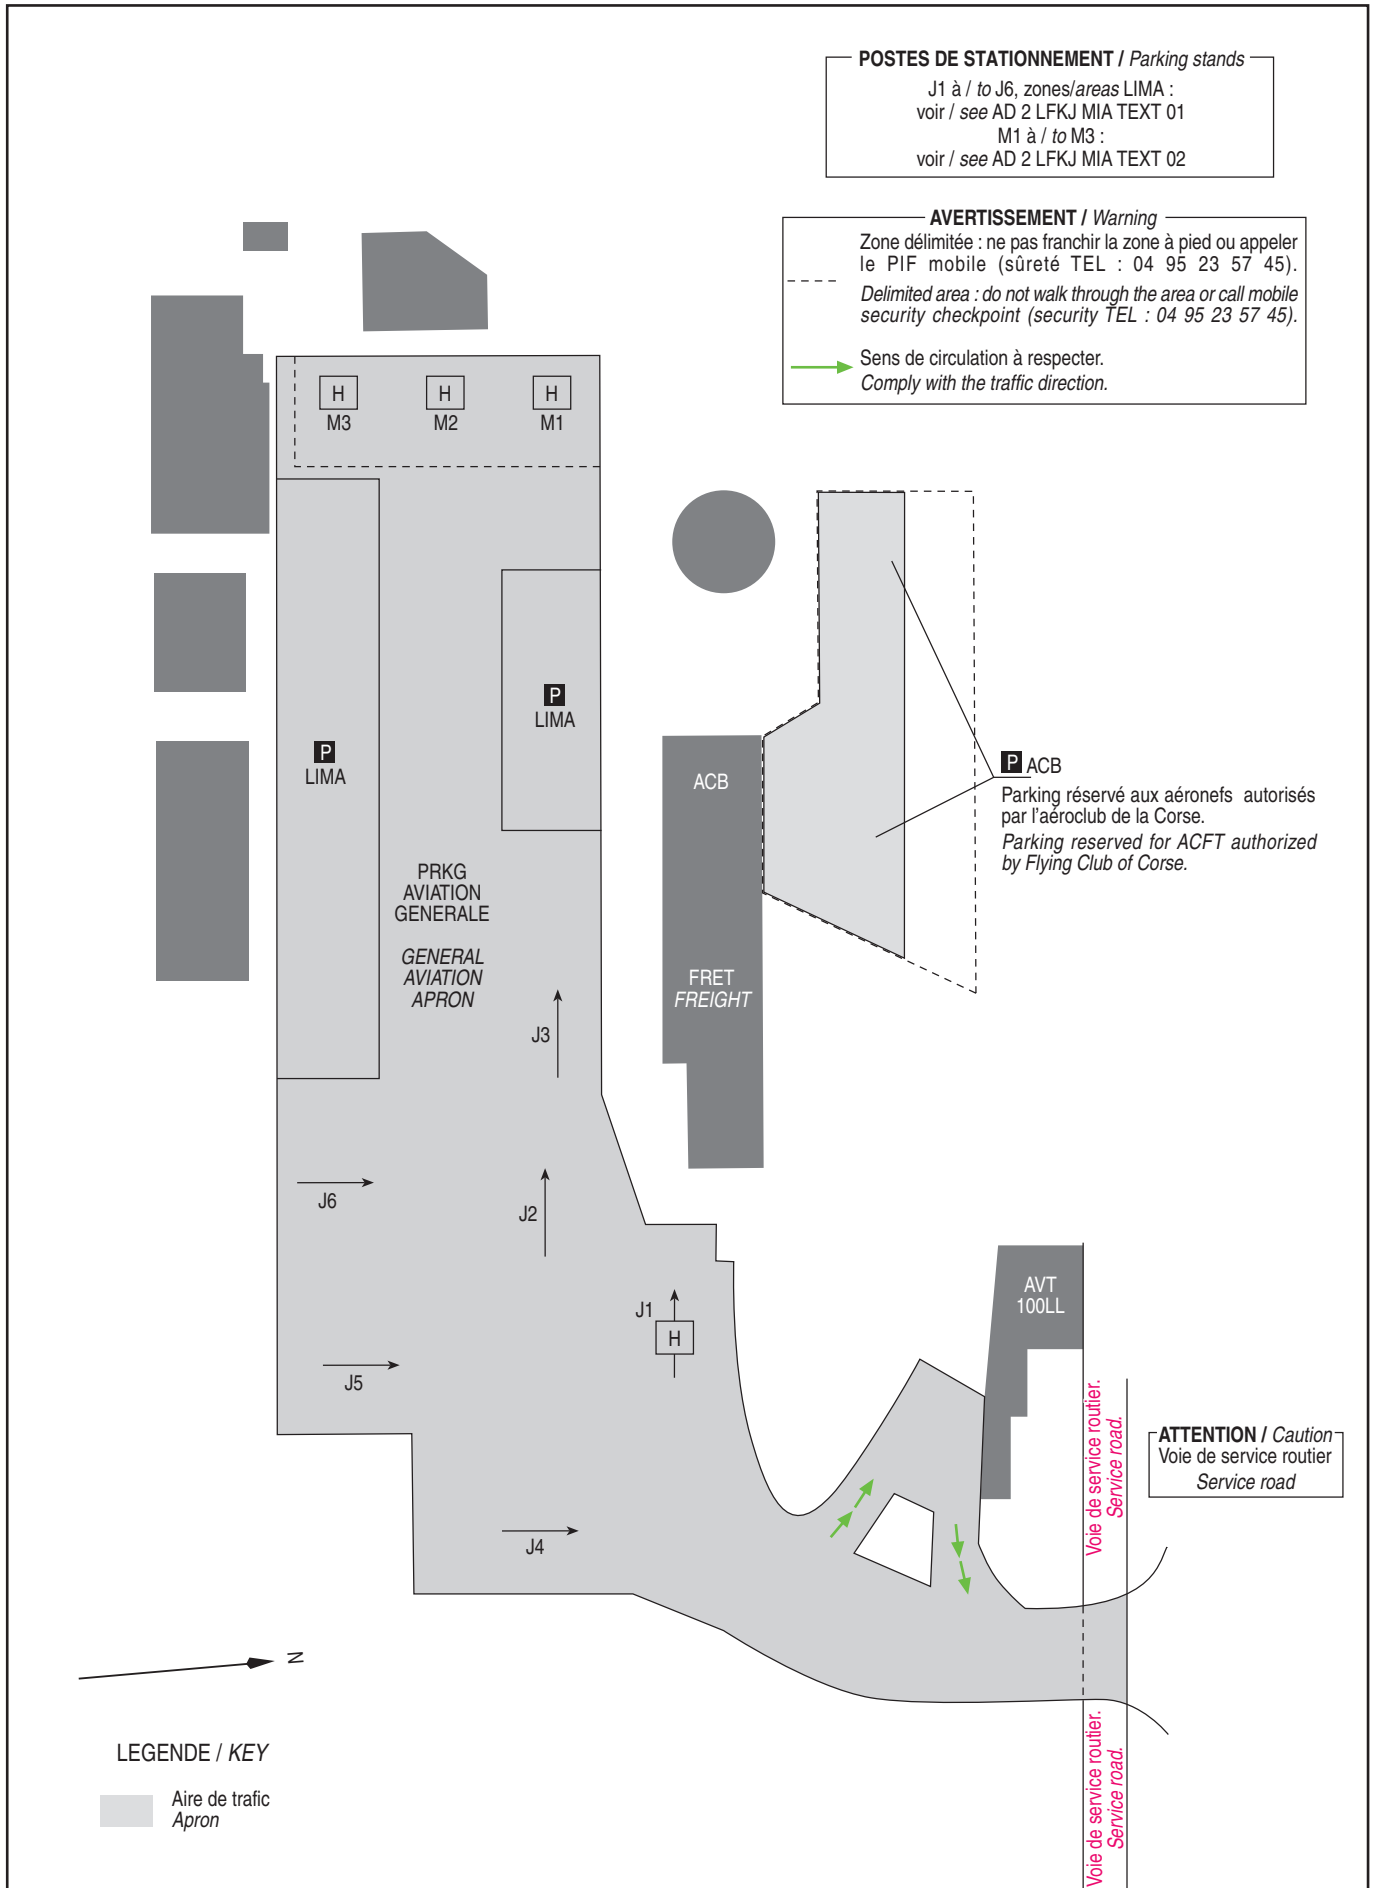 POSTES DE STATIONNEMENT / Parking stands
J1 à / to J6, zones/areas LIMA :
voir / see AD 2 LFKJ MIA TEXT 01
M1 à / to M3 :
voir / see AD 2 LFKJ MIA TEXT 02
AVERTISSEMENT / Warning
Zone délimitée : ne pas franchir la zone à pied ou appeler
le PIF mobile (sûreté TEL : 04 95 23 57 45).
Delimited area : do not walk through the area or call mobile
security checkpoint (security TEL : 04 95 23 57 45).
Sens de circulation à respecter.
Comply with the traffic direction.
H H H
M3 M2 M1
P
LIMA
P
LIMA
ACB
P ACB
Parking réservé aux aéronefs autorisés
par l'aéroclub de la Corse.
Parking reserved for ACFT authorized
by Flying Club of Corse.
PRKG
AVIATION
GENERALE
GENERAL
AVIATION
APRON
FRET
FREIGHT
J3
J6
J2
AVT
100LL
J1
H
J5
J4
Voie de service routier.
Service road.
ATTENTION / Caution
Voie de service routier
Service road
N
Voie de service routier.
Service road.
LEGENDE / KEY
Aire de trafic
Apron